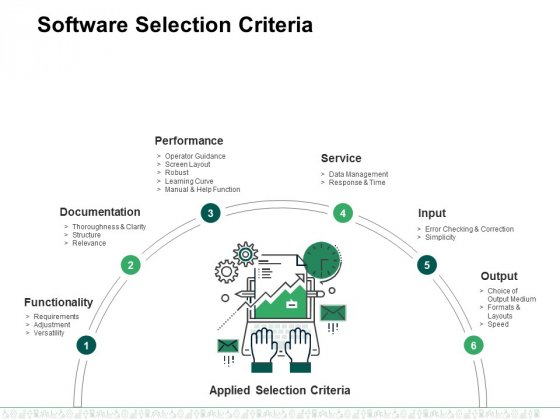 Software Selection Criteria
Functionality
> Requirements
> Adjustment
> Versatility
1
Documentation
> Thoroughness & Clarity
> Structure
> Relevance
2
Performance
> Operator Guidance
> Screen Layout
> Robust
> Learning Curve
> Manual & Help Function
3
Service
> Data Management
> Response & Time
4
Input
> Error Checking & Correction
> Simplicity
5
Output
> Choice of
Output Medium
> Formats &
Layouts
> Speed
6
Applied Selection Criteria